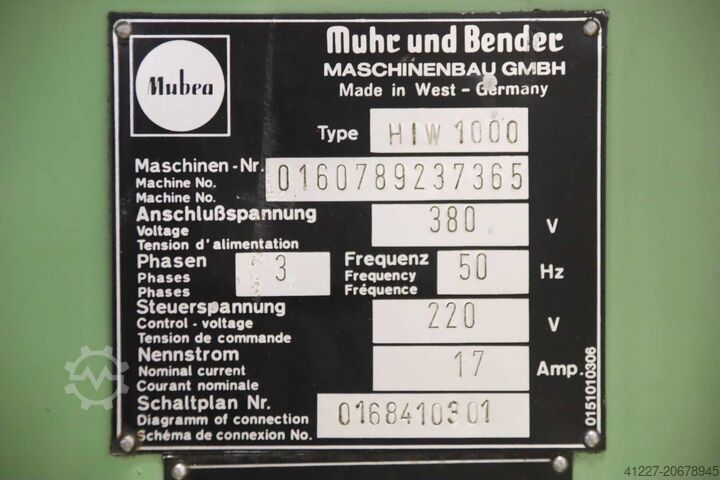 Mubea
Muhr und Bender
MASCHINENBAU GMBH
Made in West - Germany
Type HIW 1000
Maschinen-Nr. 0160789237365
Machine No.
Machine No.
Anschlußspannung 380 V
Voltage
Tension d'alimentation
Phasen 3 Frequenz 50 Hz
Phases Frequency
Phases Fréquence
Steuerspannung 220 V
Control - voltage
Tension de commande
Nennstrom 17 Amp.
Nominal current
Courant nominale
Schaltplan Nr. 0168410301
Diagramm of connection
Schéma de connexion No.
0151010306
41227-20678945